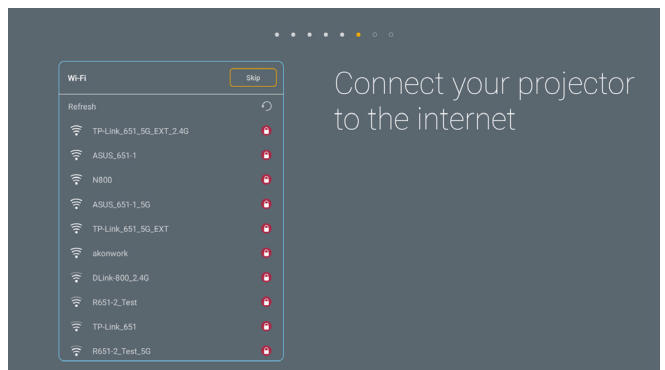 Wi-Fi
Skip
Refresh
TP-Link_651_5G_EXT_2.4G
ASUS_651-1
N800
ASUS_651-1_5G
TP-Link_651_5G_EXT
akonwork
DLink-800_2.4G
R651-2_Test
TP-Link_651
R651-2_Test_5G
Connect your projector
to the internet